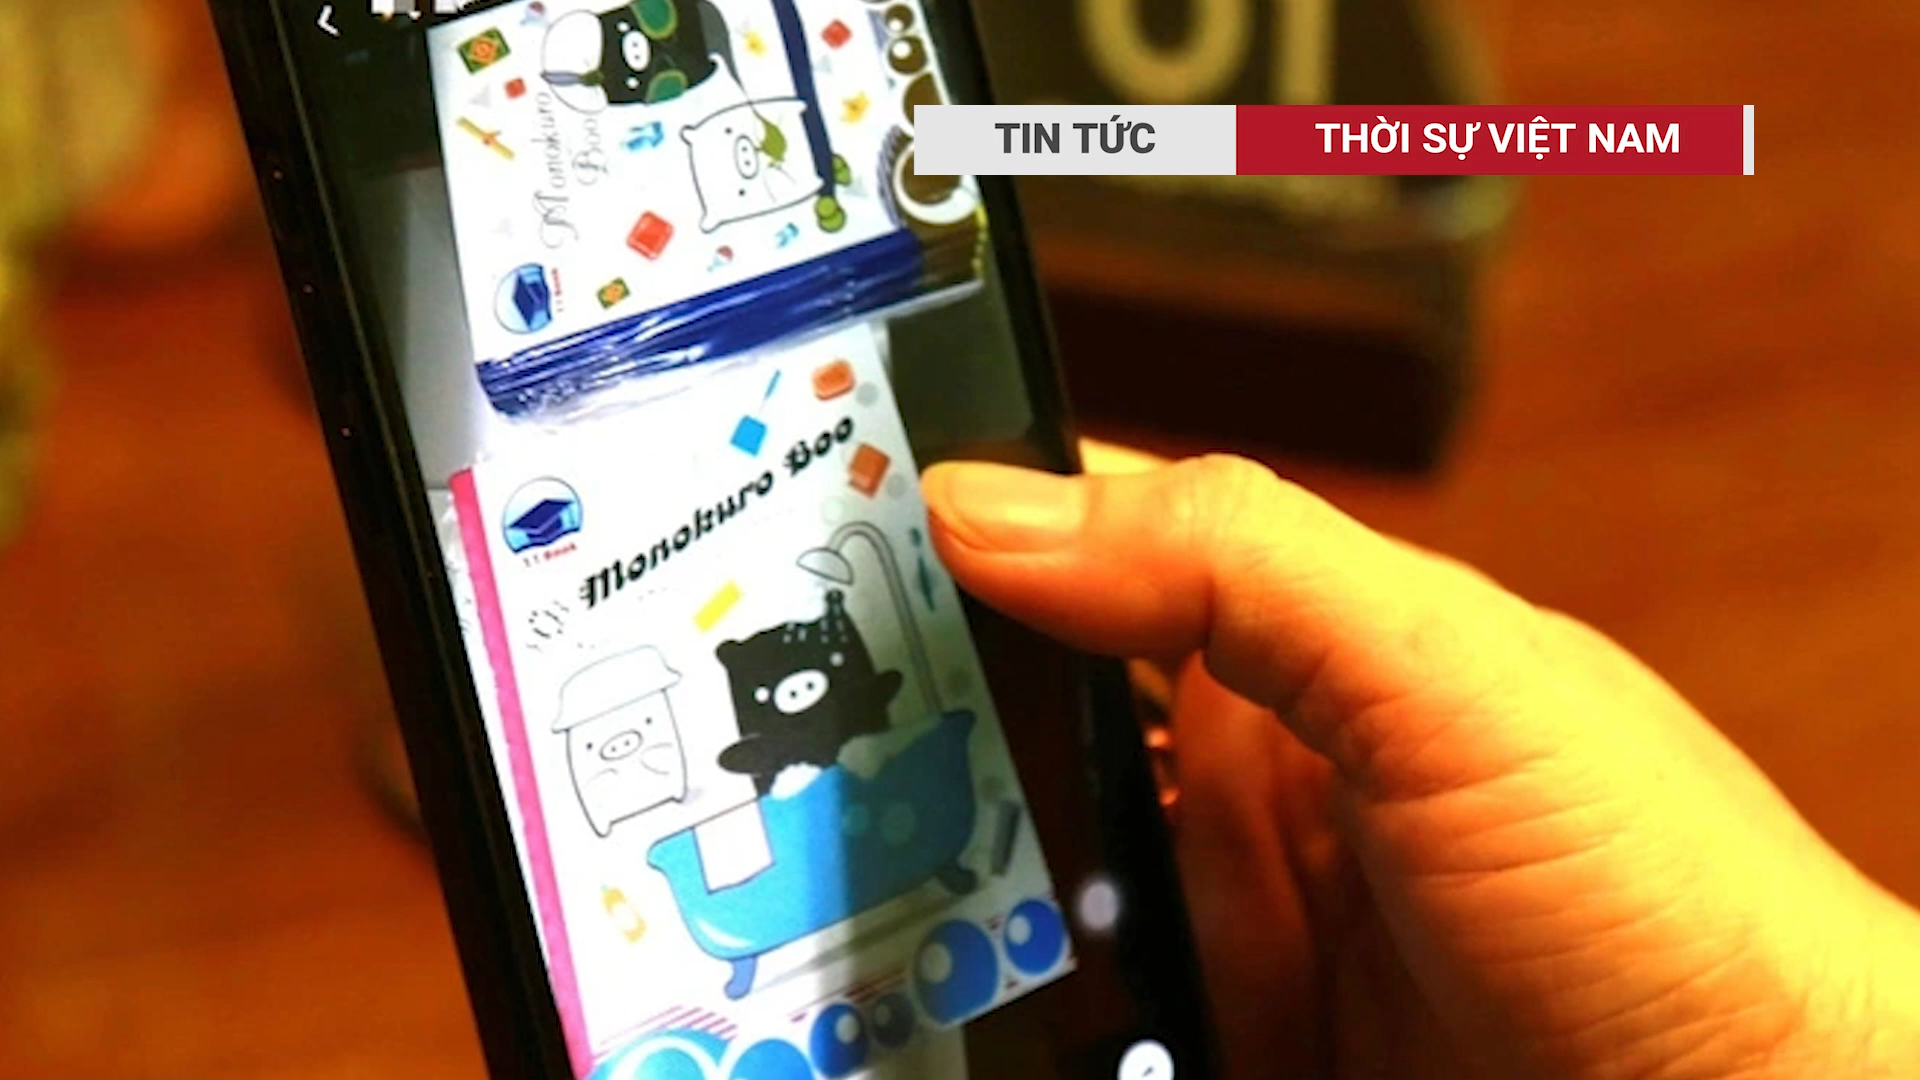 TIN TỨC
THỜI SỰ VIỆT NAM
Monokuro
Boo
Monokuro Boo